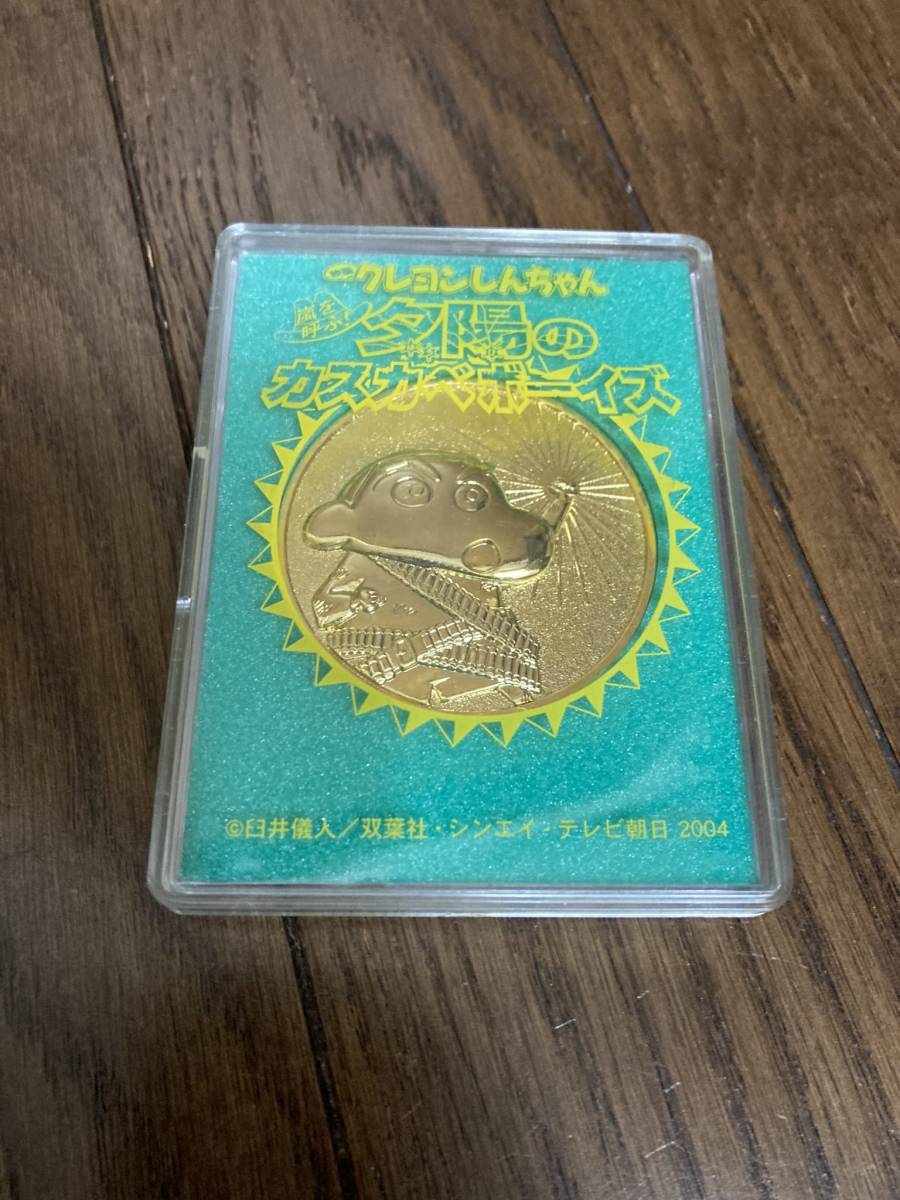 クレヨンしんちゃん
嵐を
呼ぶ!
夕陽の
カスカベボーイズ
©臼井儀人/双葉社・シンエイ・テレビ朝日 2004